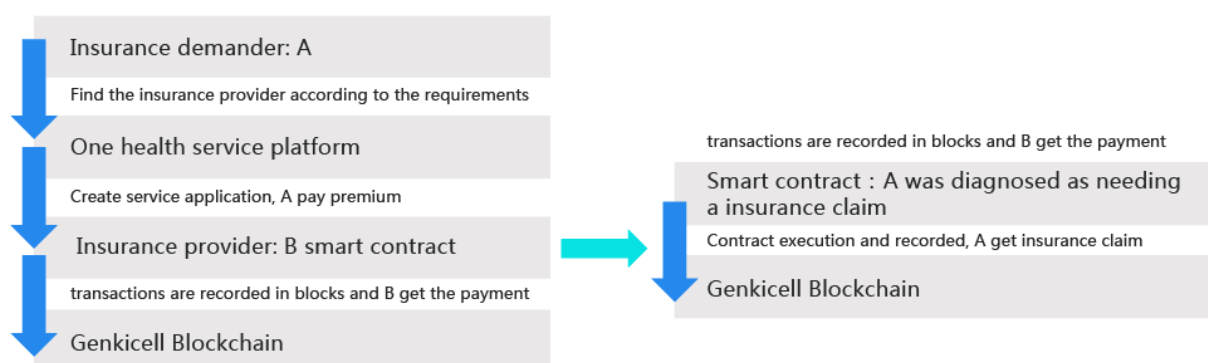 Insurance demander: A
Find the insurance provider according to the requirements
One health service platform
Create service application, A pay premium
Insurance provider: B smart contract
transactions are recorded in blocks and B get the payment
Genkicell Blockchain
transactions are recorded in blocks and B get the payment
Smart contract : A was diagnosed as needing
a insurance claim
Contract execution and recorded, A get insurance claim
Genkicell Blockchain